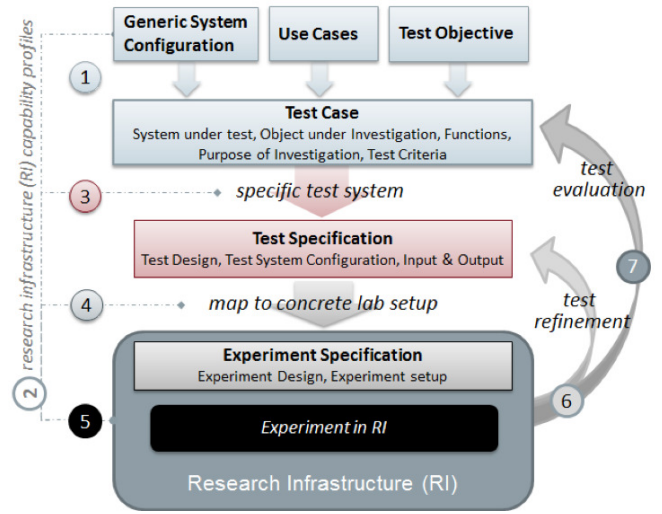 Generic System
Configuration
Use Cases
Test Objective
1
Test Case
System under test, Object under Investigation, Functions,
Purpose of Investigation, Test Criteria
3
specific test system
Test Specification
Test Design, Test System Configuration, Input & Output
4
map to concrete lab setup
Experiment Specification
Experiment Design, Experiment setup
5
Experiment in RI
Research Infrastructure (RI)
2
research infrastructure (RI) capability profiles
6
test
refinement
7
test
evaluation